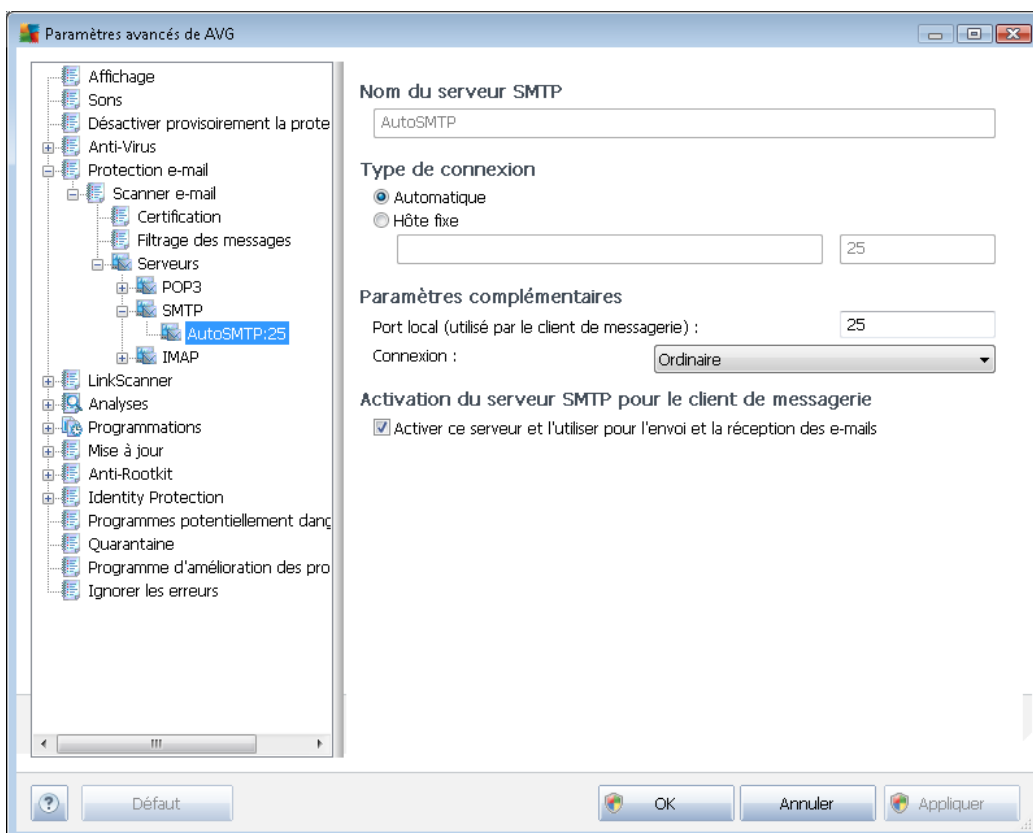 Paramètres avancés de AVG
Affichage
Sons
Désactiver provisoirement la prote
Anti-Virus
Protection e-mail
Scanner e-mail
Certification
Filtrage des messages
Serveurs
POP3
SMTP
AutoSMTP:25
IMAP
LinkScanner
Analyses
Programmations
Mise à jour
Anti-Rootkit
Identity Protection
Programmes potentiellement dang
Quarantaine
Programme d'amélioration des pro
Ignorer les erreurs
Nom du serveur SMTP
AutoSMTP
Type de connexion
Automatique
Hôte fixe
25
Paramètres complémentaires
Port local (utilisé par le client de messagerie) : 25
Connexion : Ordinaire
Activation du serveur SMTP pour le client de messagerie
Activer ce serveur et l'utiliser pour l'envoi et la réception des e-mails
? Défaut OK Annuler Appliquer